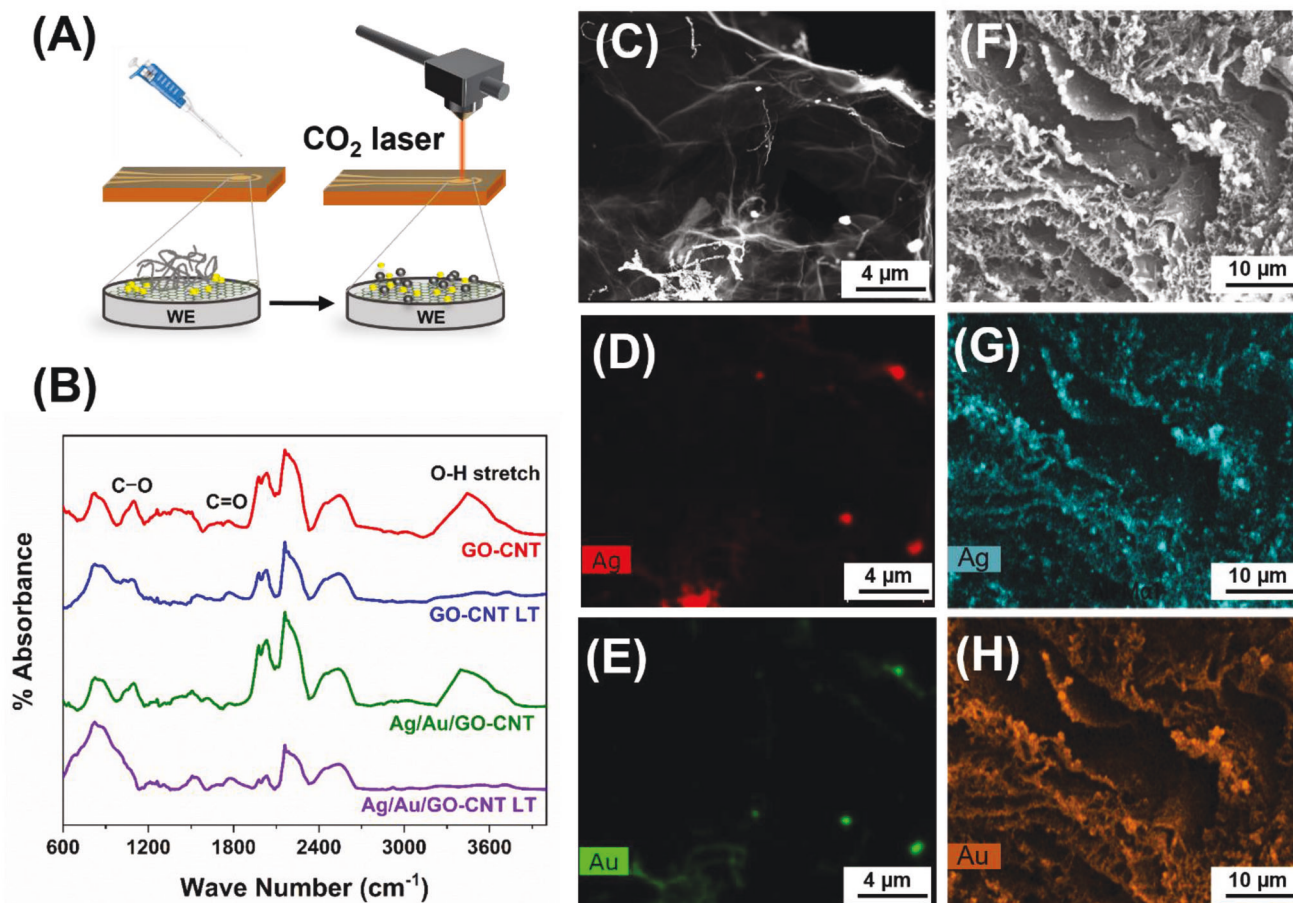 (A)
CO₂ laser
WE
WE
(B)
C−O
C=O
O-H stretch
GO-CNT
GO-CNT LT
Ag/Au/GO-CNT
Ag/Au/GO-CNT LT
% Absorbance
600 1200 1800 2400 3000 3600
Wave Number (cm⁻¹)
(C)
4 µm
(D)
Ag
4 µm
(E)
Au
4 µm
(F)
10 µm
(G)
Ag
10 µm
(H)
Au
10 µm